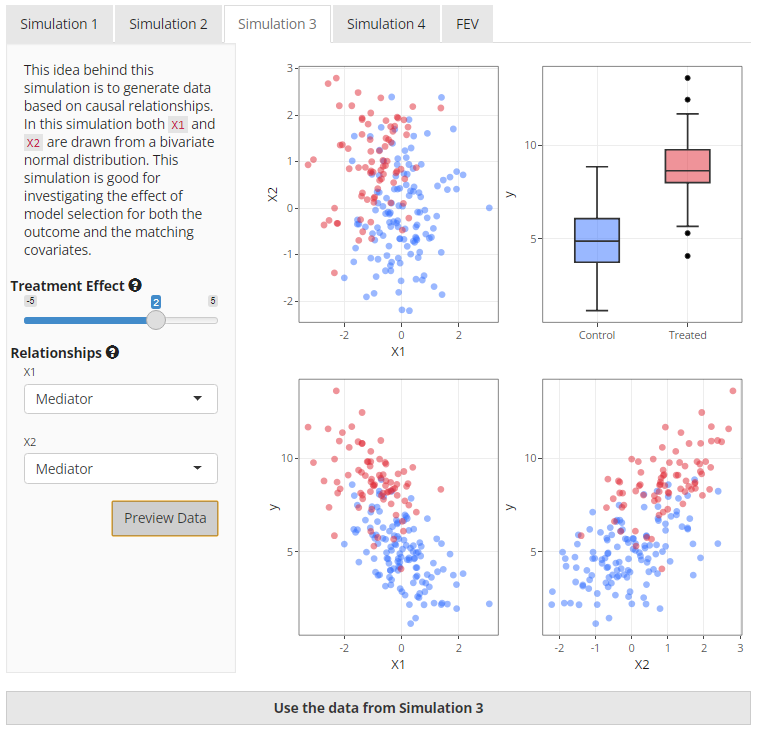 Simulation 1
Simulation 2
Simulation 3
Simulation 4
FEV
This idea behind this
simulation is to generate data
based on causal relationships.
In this simulation both X1 and
X2 are drawn from a bivariate
normal distribution. This
simulation is good for
investigating the effect of
model selection for both the
outcome and the matching
covariates.
Treatment Effect ?
-5 2 5
Relationships ?
X1
Mediator
X2
Mediator
Preview Data
3
2
1
0
-1
-2
X2
-2 0 2
X1
10
5
y
Control Treated
10
5
y
-2 0 2
X1
10
5
y
-2 -1 0 1 2 3
X2
Use the data from Simulation 3